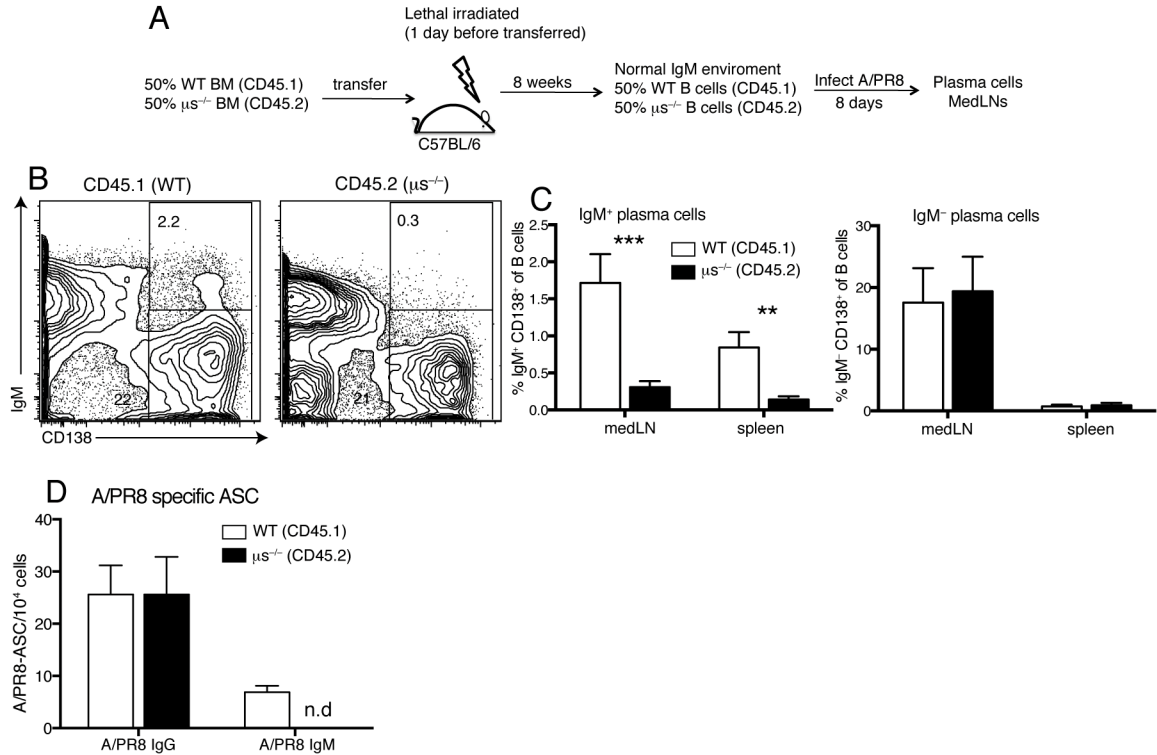 A
Lethal irradiated
(1 day before transferred)
50% WT BM (CD45.1)
50% μs–/– BM (CD45.2)
transfer
C57BL/6
8 weeks
Normal IgM enviroment
50% WT B cells (CD45.1)
50% μs–/– B cells (CD45.2)
Infect A/PR8
8 days
Plasma cells
MedLNs
B
CD45.1 (WT)
CD45.2 (μs–/–)
2.2
0.3
22
21
IgM
CD138
C
IgM+ plasma cells
% IgM+ CD138+ of B cells
2.5
2.0
1.5
1.0
0.5
0.0
***
**
WT (CD45.1)
μs–/– (CD45.2)
medLN
spleen
IgM– plasma cells
% IgM– CD138+ of B cells
30
20
10
0
medLN
spleen
D
A/PR8 specific ASC
A/PR8-ASC/10⁴ cells
40
30
20
10
0
WT (CD45.1)
μs–/– (CD45.2)
n.d
A/PR8 IgG
A/PR8 IgM